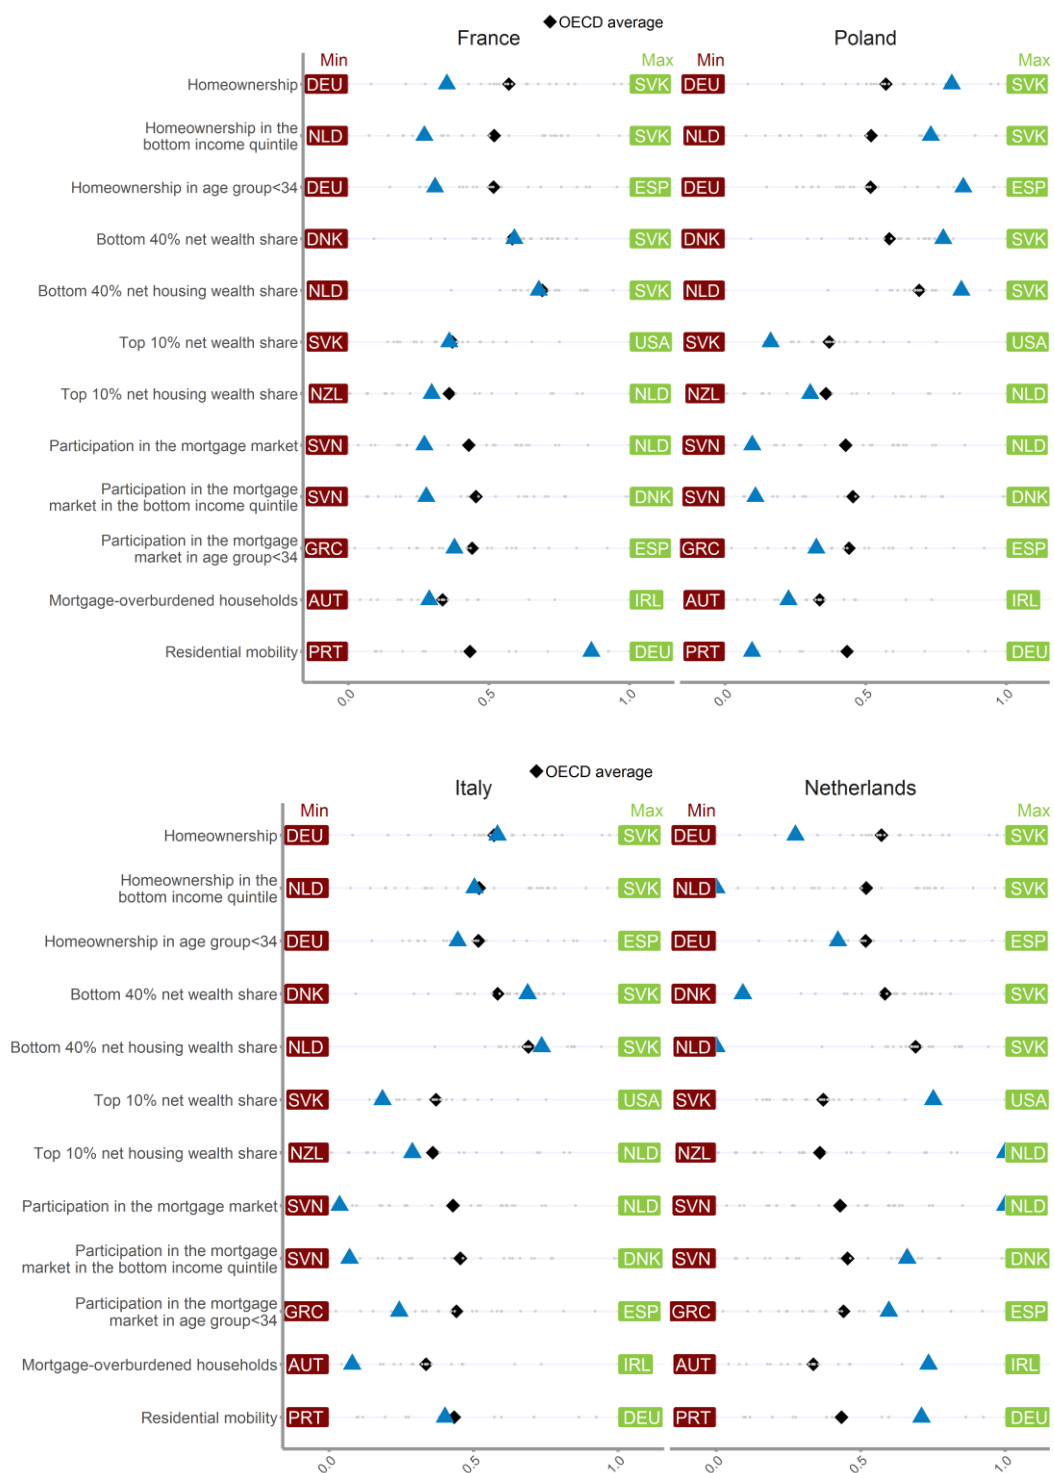 OECD average
France
Poland
Min
Max
Min
Max
Homeownership
DEU
SVK
DEU
SVK
Homeownership in the
bottom income quintile
NLD
SVK
NLD
SVK
Homeownership in age group<34
DEU
ESP
DEU
ESP
Bottom 40% net wealth share
DNK
SVK
DNK
SVK
Bottom 40% net housing wealth share
NLD
SVK
NLD
SVK
Top 10% net wealth share
SVK
USA
SVK
USA
Top 10% net housing wealth share
NZL
NLD
NZL
NLD
Participation in the mortgage market
SVN
NLD
SVN
NLD
Participation in the mortgage
market in the bottom income quintile
SVN
DNK
SVN
DNK
Participation in the mortgage
market in age group<34
GRC
ESP
GRC
ESP
Mortgage-overburdened households
AUT
IRL
AUT
IRL
Residential mobility
PRT
DEU
PRT
DEU
0.0
0.5
1.0
0.0
0.5
1.0
OECD average
Italy
Netherlands
Min
Max
Min
Max
Homeownership
DEU
SVK
DEU
SVK
Homeownership in the
bottom income quintile
NLD
SVK
NLD
SVK
Homeownership in age group<34
DEU
ESP
DEU
ESP
Bottom 40% net wealth share
DNK
SVK
DNK
SVK
Bottom 40% net housing wealth share
NLD
SVK
NLD
SVK
Top 10% net wealth share
SVK
USA
SVK
USA
Top 10% net housing wealth share
NZL
NLD
NZL
NLD
Participation in the mortgage market
SVN
NLD
SVN
NLD
Participation in the mortgage
market in the bottom income quintile
SVN
DNK
SVN
DNK
Participation in the mortgage
market in age group<34
GRC
ESP
GRC
ESP
Mortgage-overburdened households
AUT
IRL
AUT
IRL
Residential mobility
PRT
DEU
PRT
DEU
0.0
0.5
1.0
0.0
0.5
1.0